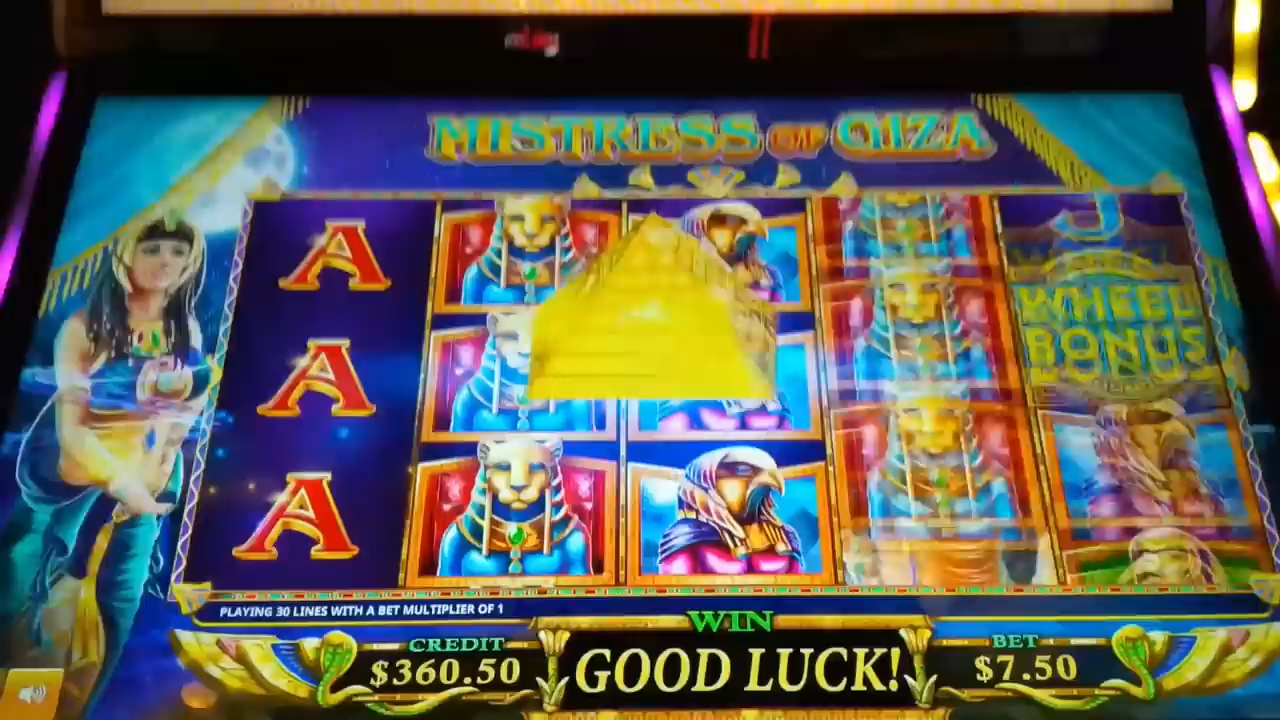 MISTRESS OF GIZA
A
A
A
J
WHEEL
BONUS
PLAYING 30 LINES WITH A BET MULTIPLIER OF 1
WIN
CREDIT
$360.50
GOOD LUCK!
BET
$7.50